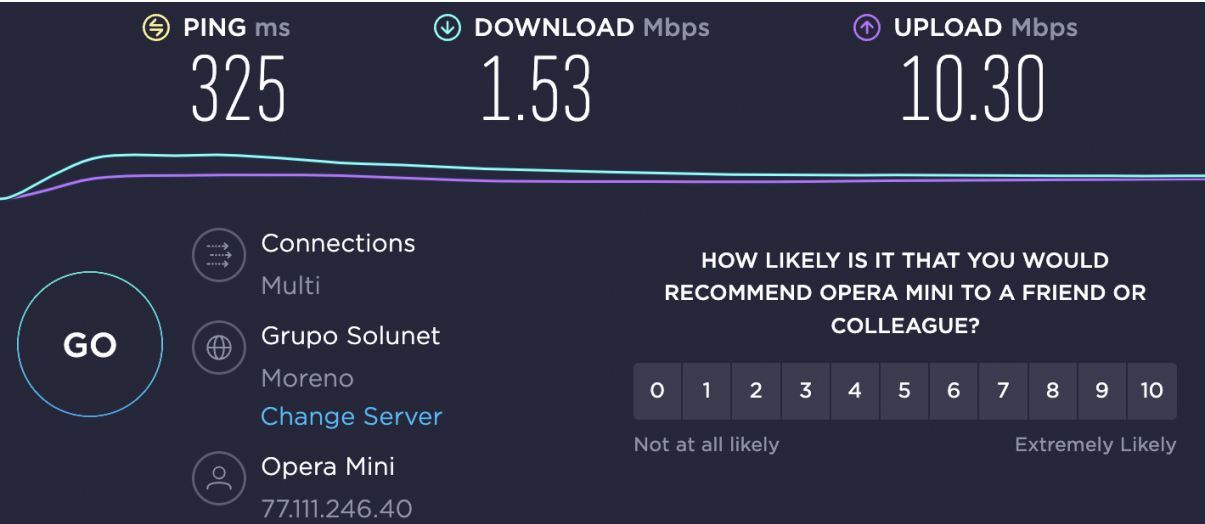 PING ms
325
DOWNLOAD Mbps
1.53
UPLOAD Mbps
10.30
GO
Connections
Multi
Grupo Solunet
Moreno
Change Server
Opera Mini
77.111.246.40
HOW LIKELY IS IT THAT YOU WOULD
RECOMMEND OPERA MINI TO A FRIEND OR
COLLEAGUE?
0 1 2 3 4 5 6 7 8 9 10
Not at all likely
Extremely Likely